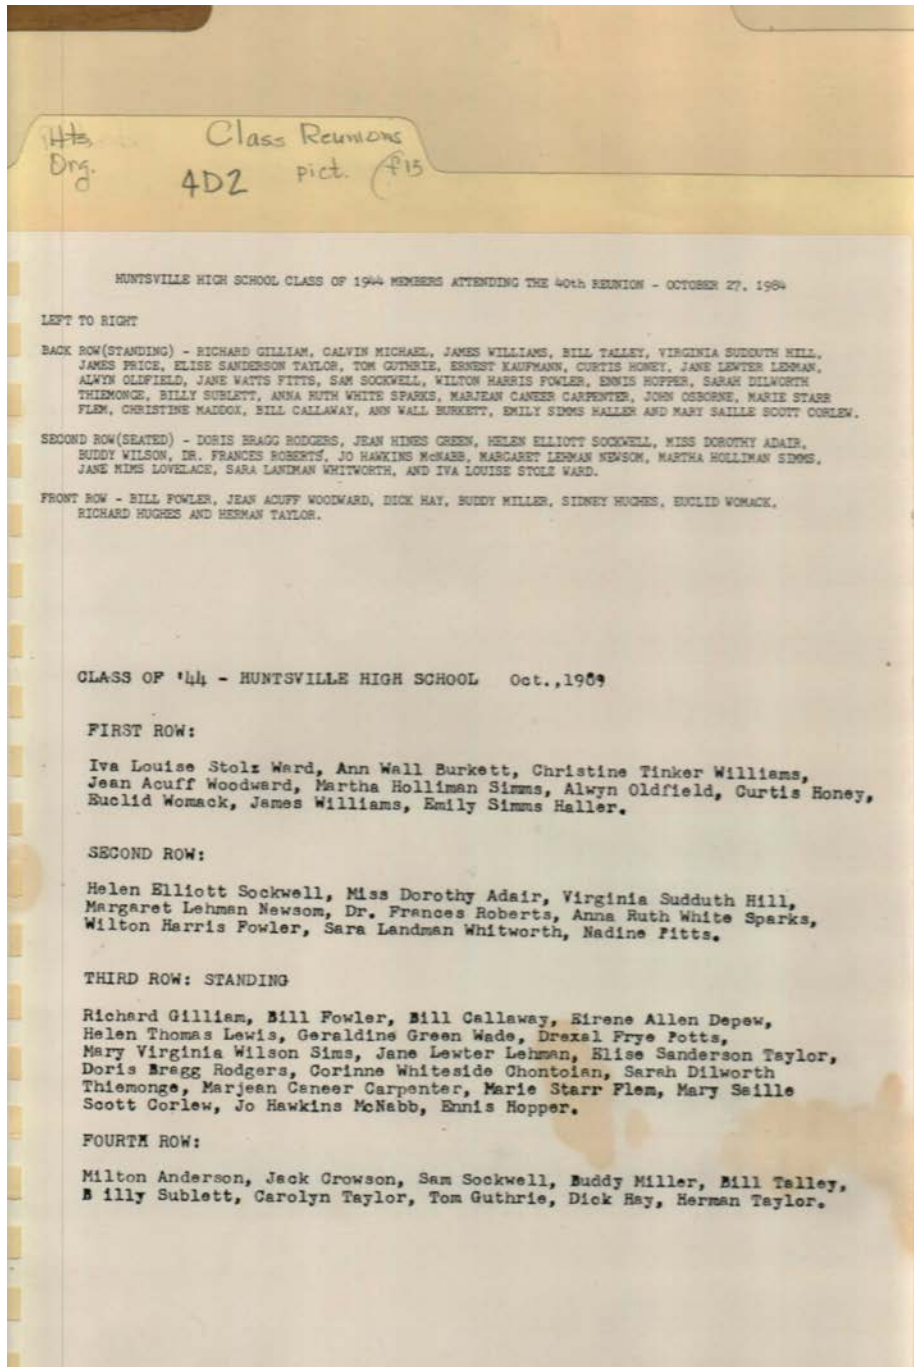 Hts
Class Reunions
Org.
4D2 pict. f15
HUNTSVILLE HIGH SCHOOL CLASS OF 1944 MEMBERS ATTENDING THE 40th REUNION - OCTOBER 27, 1984
LEFT TO RIGHT
BACK ROW(STANDING) - RICHARD GILLIAM, CALVIN MICHAEL, JAMES WILLIAMS, BILL TALLEY, VIRGINIA SUDDUTH HILL,
JAMES PRICE, ELISE SANDERSON TAYLOR, TOM GUTHRIE, ERNEST KAUFMANN, CURTIS HONEY, JANE LEWTER LEHMAN,
ALWYN OLDFIELD, JANE WATTS FITTS, SAM SOCKWELL, WILTON HARRIS FOWLER, ENNIS HOPPER, SARAH DILWORTH
THIEMONGE, BILLY SUBLETT, ANNA RUTH WHITE SPARKS, MARJEAN CANEER CARPENTER, JOHN OSBORNE, MARIE STARR
FLEM, CHRISTINE MADDOX, BILL CALLAWAY, ANN WALL BURKETT, EMILY SIMMS HALLER AND MARY SAILLE SCOTT CORLEW.
SECOND ROW(SEATED) - DORIS BRAGG RODGERS, JEAN HINES GREEN, HELEN ELLIOTT SOCKWELL, MISS DOROTHY ADAIR,
BUDDY WILSON, DR. FRANCES ROBERTS, JO HAWKINS McNABB, MARGARET LEHMAN NEWSOM, MARTHA HOLLIMAN SIMMS,
JANE MIMS LOVELACE, SARA LANDMAN WHITWORTH, AND IVA LOUISE STOLZ WARD.
FRONT ROW - BILL FOWLER, JEAN ACUFF WOODWARD, DICK HAY, BUDDY MILLER, SIDNEY HUGHES, EUCLID WOMACK,
RICHARD HUGHES AND HERMAN TAYLOR.
CLASS OF '44 - HUNTSVILLE HIGH SCHOOL Oct.,1989
FIRST ROW:
Iva Louise Stolz Ward, Ann Wall Burkett, Christine Tinker Williams,
Jean Acuff Woodward, Martha Holliman Simms, Alwyn Oldfield, Curtis Honey,
Euclid Womack, James Williams, Emily Simms Haller.
SECOND ROW:
Helen Elliott Sockwell, Miss Dorothy Adair, Virginia Sudduth Hill,
Margaret Lehman Newsom, Dr. Frances Roberts, Anna Ruth White Sparks,
Wilton Harris Fowler, Sara Landman Whitworth, Nadine Pitts.
THIRD ROW: STANDING
Richard Gilliam, Bill Fowler, Bill Callaway, Eirene Allen Depew,
Helen Thomas Lewis, Geraldine Green Wade, Drexal Frye Potts,
Mary Virginia Wilson Sims, Jane Lewter Lehman, Elise Sanderson Taylor,
Doris Bragg Rodgers, Corinne Whiteside Chontoian, Sarah Dilworth
Thiemonge, Marjean Caneer Carpenter, Marie Starr Flem, Mary Saille
Scott Corlew, Jo Hawkins McNabb, Ennis Hopper.
FOURTH ROW:
Milton Anderson, Jack Crowson, Sam Sockwell, Buddy Miller, Bill Talley,
B illy Sublett, Carolyn Taylor, Tom Guthrie, Dick Hay, Herman Taylor.